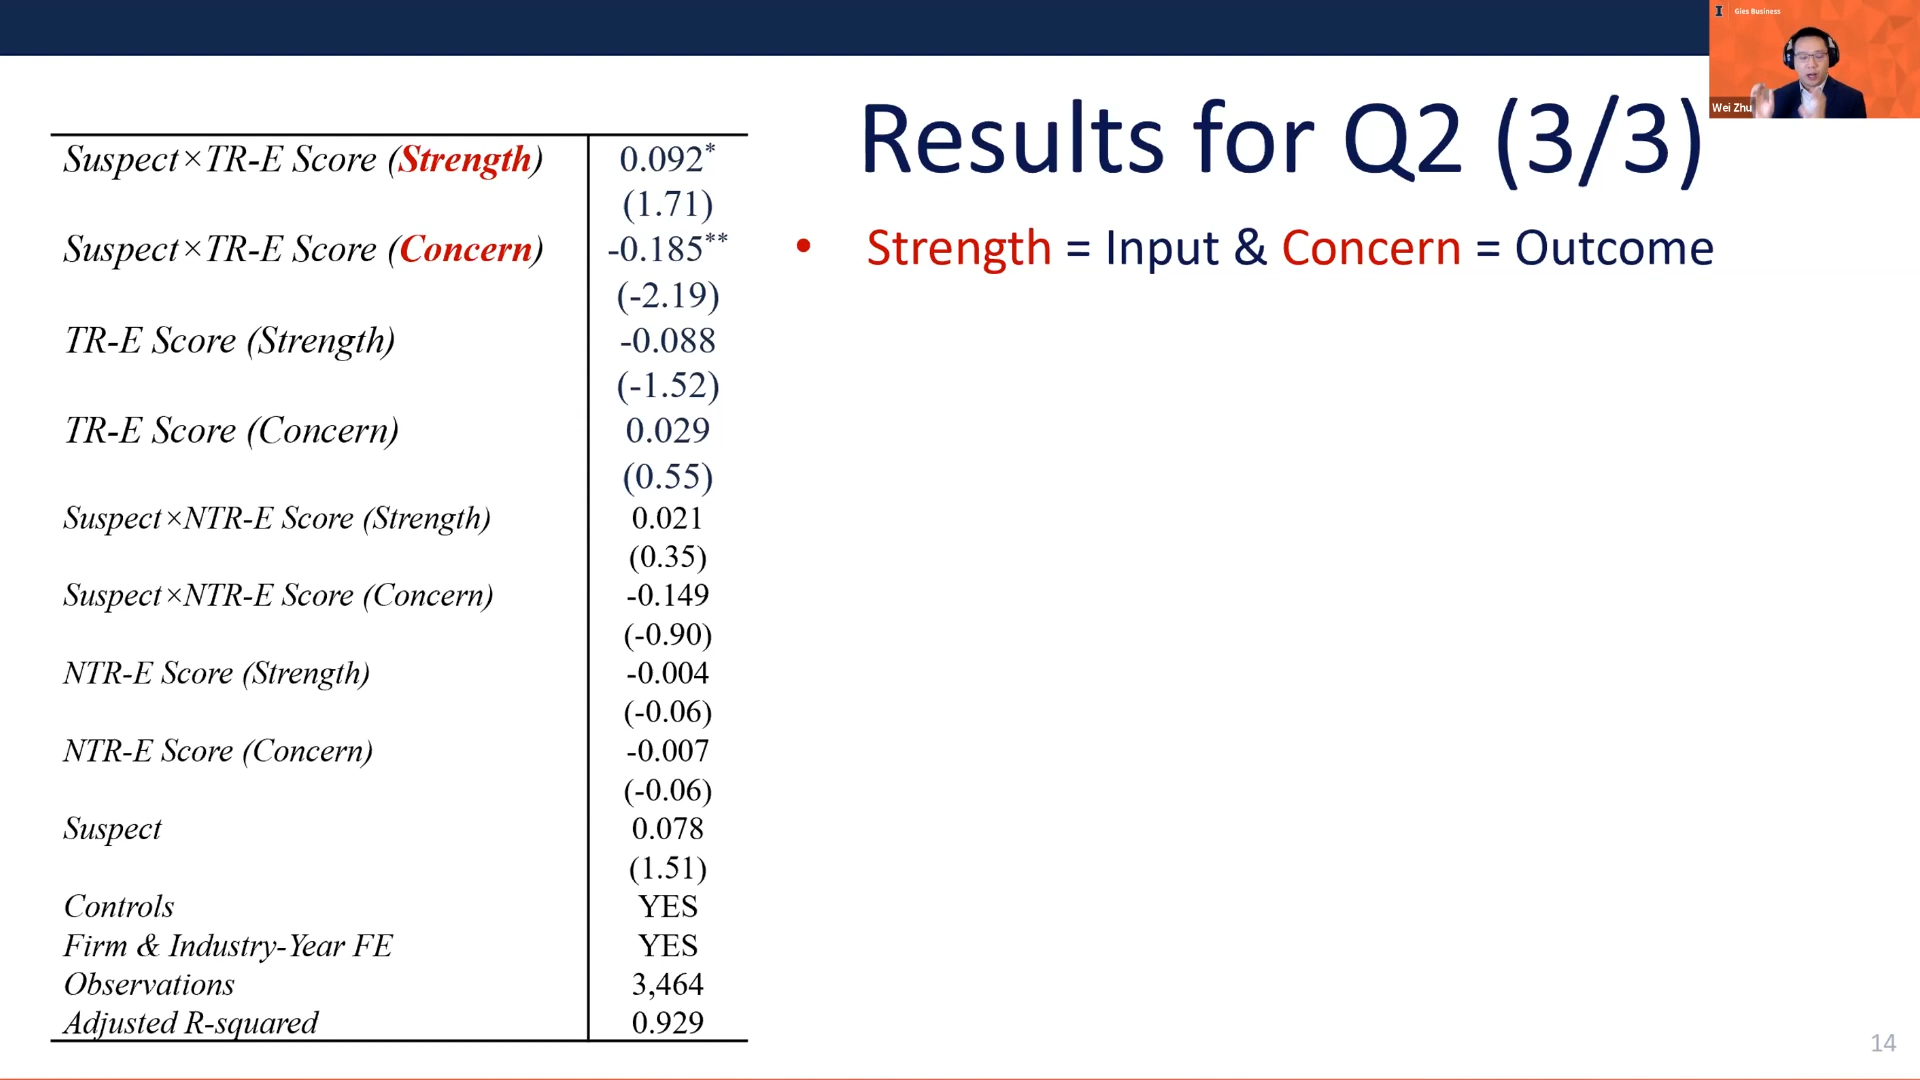 Gies Business
Wei Zhu
Results for Q2 (3/3)
• Strength = Input & Concern = Outcome
Suspect×TR-E Score (Strength) 0.092*
(1.71)
Suspect×TR-E Score (Concern) -0.185**
(-2.19)
TR-E Score (Strength) -0.088
(-1.52)
TR-E Score (Concern) 0.029
(0.55)
Suspect×NTR-E Score (Strength) 0.021
(0.35)
Suspect×NTR-E Score (Concern) -0.149
(-0.90)
NTR-E Score (Strength) -0.004
(-0.06)
NTR-E Score (Concern) -0.007
(-0.06)
Suspect 0.078
(1.51)
Controls YES
Firm & Industry-Year FE YES
Observations 3,464
Adjusted R-squared 0.929
14